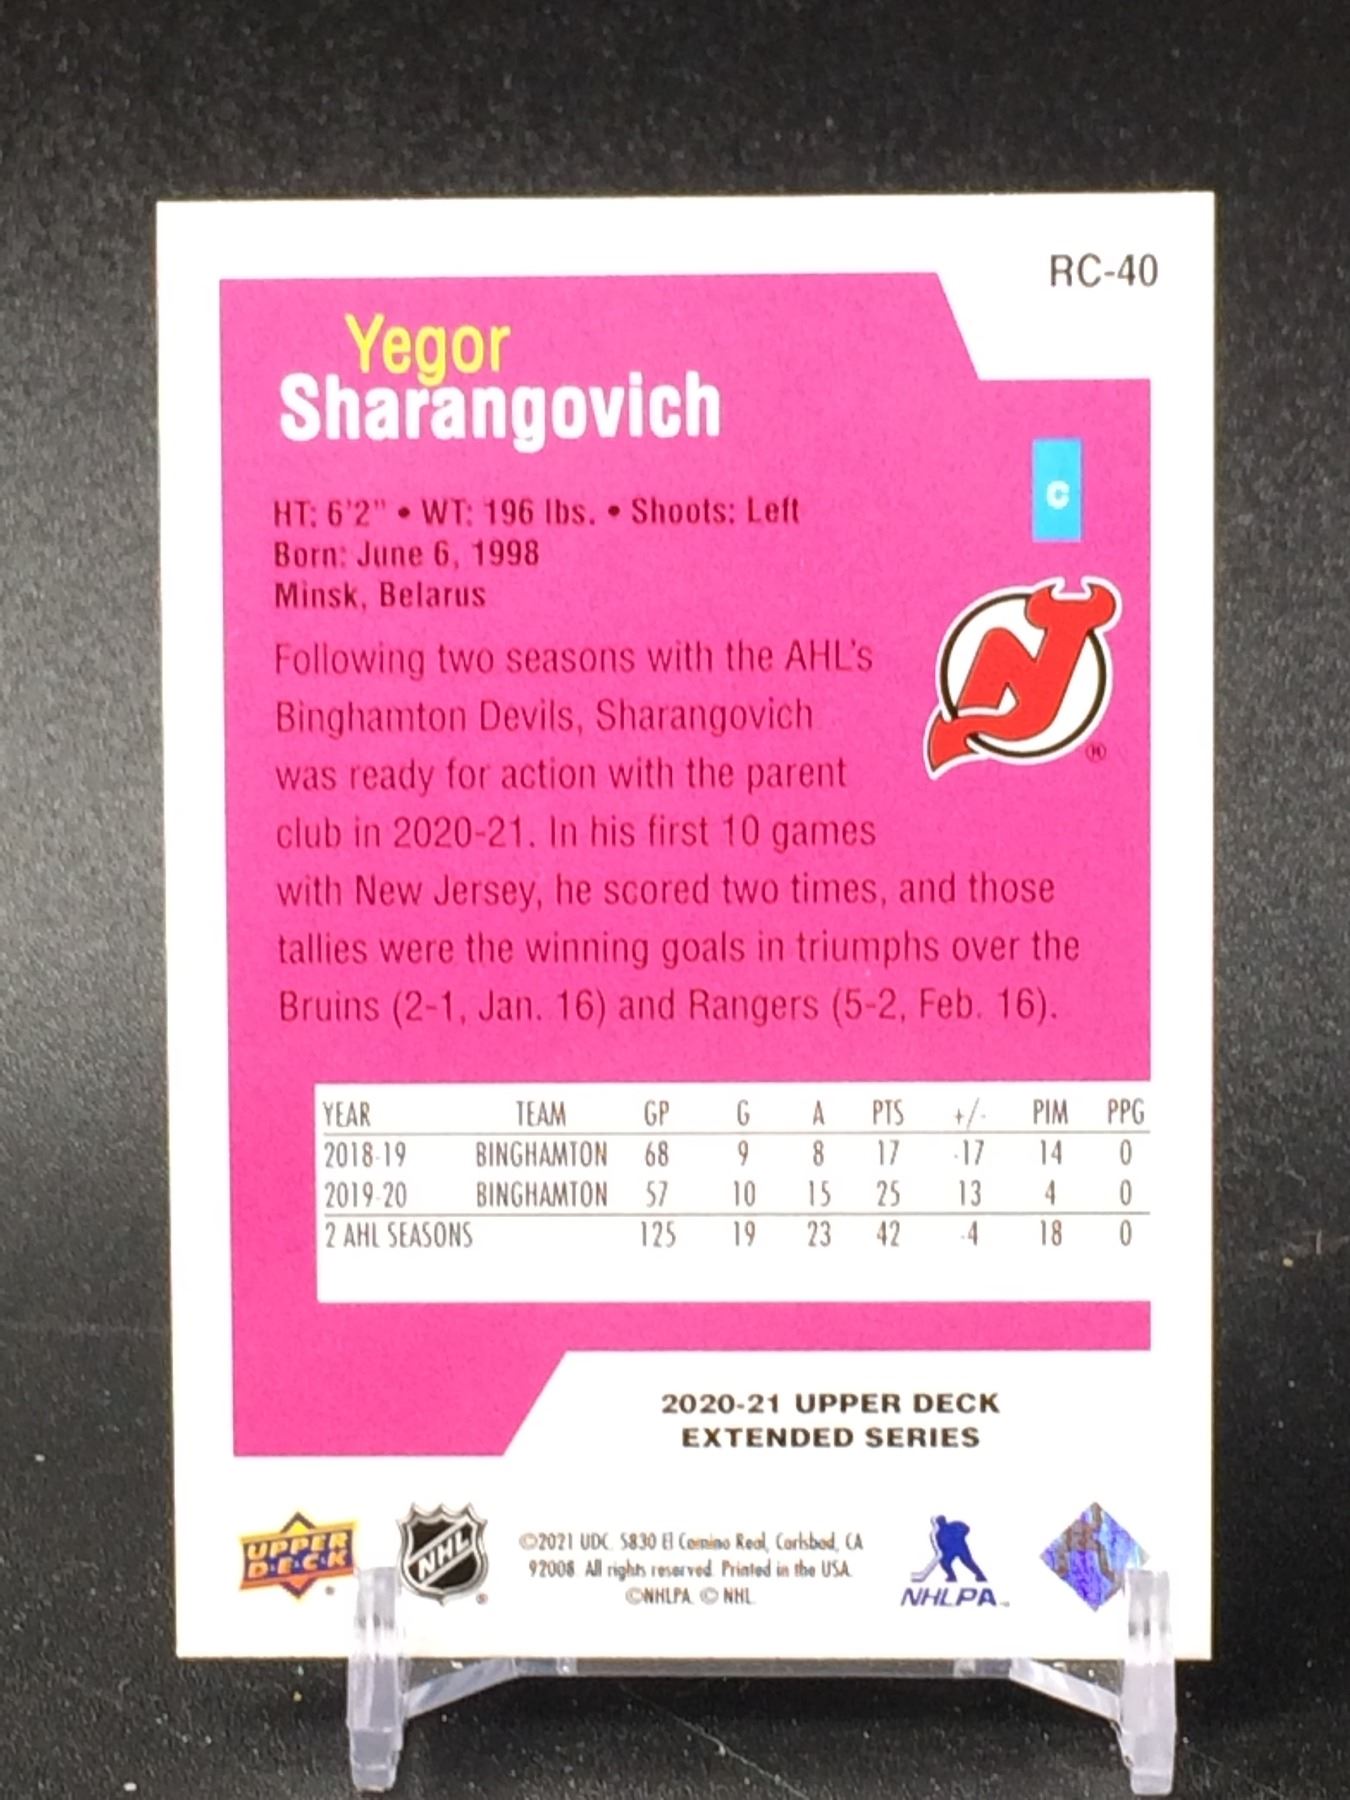 RC-40
Yegor
Sharangovich
C
HT: 6'2" • WT: 196 lbs. • Shoots: Left
Born: June 6, 1998
Minsk, Belarus
Following two seasons with the AHL's
Binghamton Devils, Sharangovich
was ready for action with the parent
club in 2020-21. In his first 10 games
with New Jersey, he scored two times, and those
tallies were the winning goals in triumphs over the
Bruins (2-1, Jan. 16) and Rangers (5-2, Feb. 16).
YEAR TEAM GP G A PTS +/- PIM PPG
2018-19 BINGHAMTON 68 9 8 17 -17 14 0
2019-20 BINGHAMTON 57 10 15 25 13 4 0
2 AHL SEASONS 125 19 23 42 -4 18 0
2020-21 UPPER DECK
EXTENDED SERIES
UPPER
D•E•C•K
NHL
©2021 UDC. 5830 El Camino Real, Carlsbad, CA
92008. All rights reserved. Printed in the USA.
©NHLPA. © NHL.
NHLPA™